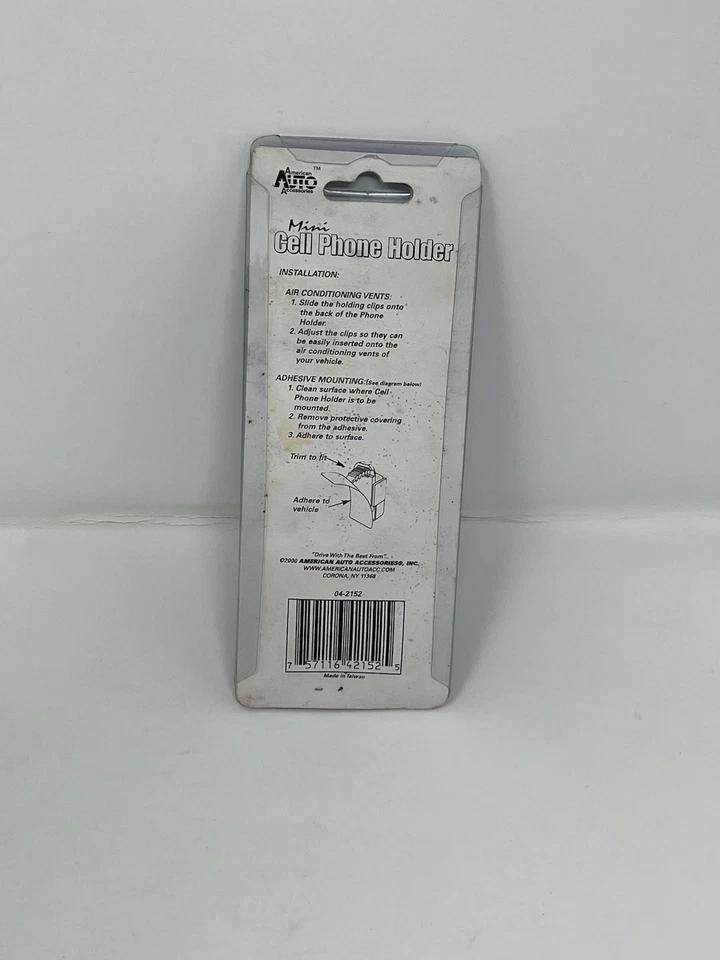 American
AUTO™
Accessories
Mini
Cell Phone Holder
INSTALLATION:
AIR CONDITIONING VENTS:
1. Slide the holding clips onto
the back of the Phone
Holder.
2. Adjust the clips so they can
be easily inserted onto the
air conditioning vents of
your vehicle.
ADHESIVE MOUNTING:(See diagram below)
1. Clean surface where Cell
Phone Holder is to be
mounted.
2. Remove protective covering
from the adhesive.
3. Adhere to surface.
Trim to fit
Adhere to
vehicle
"Drive With The Best From"...
©2000 AMERICAN AUTO ACCESSORIES®, INC.
WWW.AMERICANAUTOACC.COM
CORONA, NY 11368
04-2152
7 57116 42152 5
Made in Taiwan